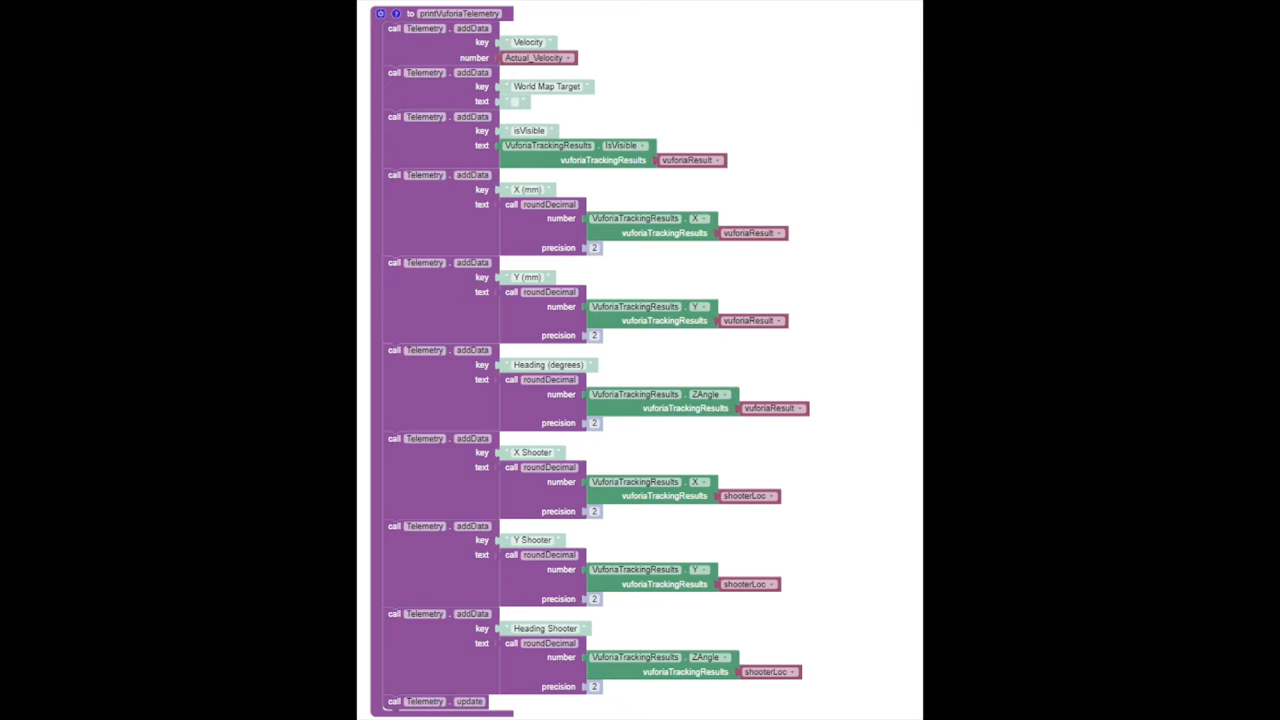 to printVuforiaTelemetry
call Telemetry . addData
key " Velocity "
number Actual_Velocity
call Telemetry . addData
key " World Map Target "
text " "
call Telemetry . addData
key " isVisible "
text VuforiaTrackingResults . IsVisible
vuforiaTrackingResults vuforiaResult
call Telemetry . addData
key " X (mm) "
text call roundDecimal
number VuforiaTrackingResults . X
vuforiaTrackingResults vuforiaResult
precision 2
call Telemetry . addData
key " Y (mm) "
text call roundDecimal
number VuforiaTrackingResults . Y
vuforiaTrackingResults vuforiaResult
precision 2
call Telemetry . addData
key " Heading (degrees) "
text call roundDecimal
number VuforiaTrackingResults . ZAngle
vuforiaTrackingResults vuforiaResult
precision 2
call Telemetry . addData
key " X Shooter "
text call roundDecimal
number VuforiaTrackingResults . X
vuforiaTrackingResults shooterLoc
precision 2
call Telemetry . addData
key " Y Shooter "
text call roundDecimal
number VuforiaTrackingResults . Y
vuforiaTrackingResults shooterLoc
precision 2
call Telemetry . addData
key " Heading Shooter "
text call roundDecimal
number VuforiaTrackingResults . ZAngle
vuforiaTrackingResults shooterLoc
precision 2
call Telemetry . update